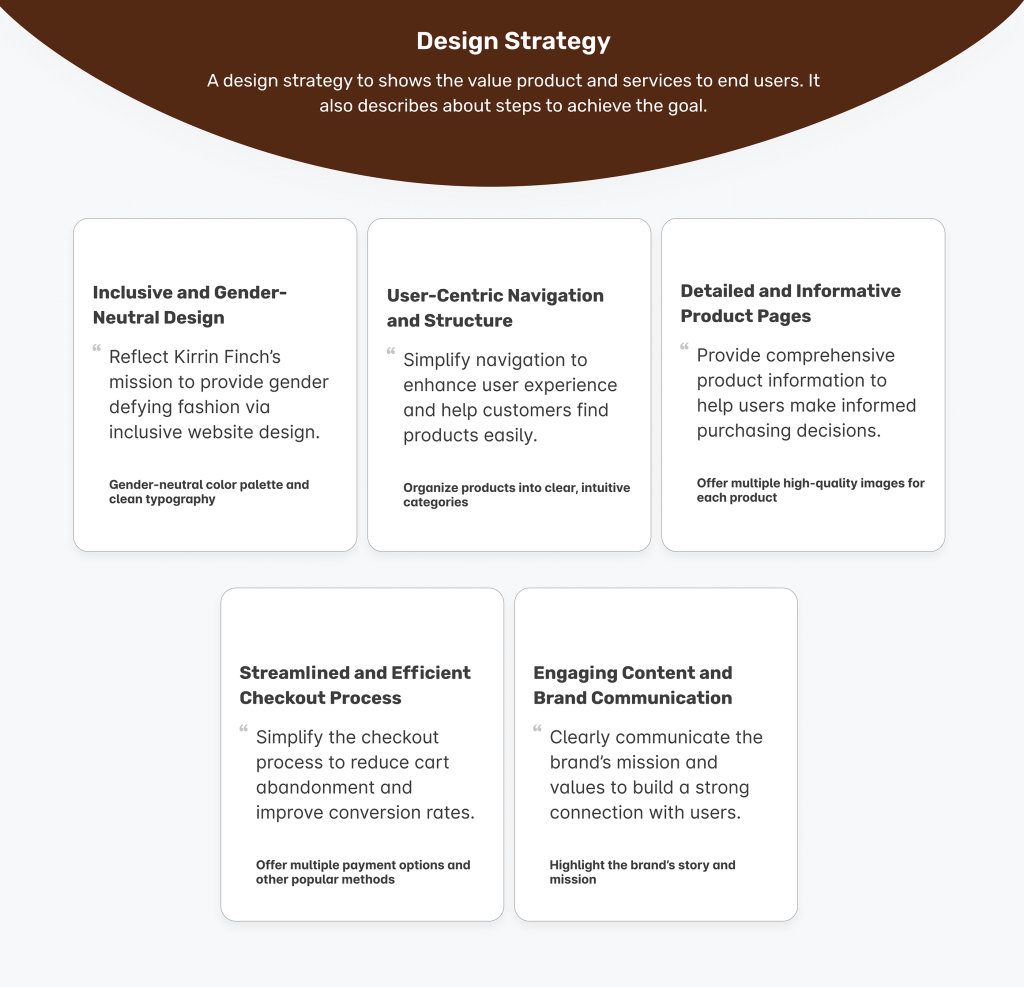 Design Strategy
A design strategy to shows the value product and services to end users. It
also describes about steps to achieve the goal.
Inclusive and Gender-
Neutral Design
“
Reflect Kirrin Finch’s
mission to provide gender
defying fashion via
inclusive website design.
Gender-neutral color palette and
clean typography
User-Centric Navigation
and Structure
“
Simplify navigation to
enhance user experience
and help customers find
products easily.
Organize products into clear, intuitive
categories
Detailed and Informative
Product Pages
“
Provide comprehensive
product information to
help users make informed
purchasing decisions.
Offer multiple high-quality images for
each product
Streamlined and Efficient
Checkout Process
“
Simplify the checkout
process to reduce cart
abandonment and
improve conversion rates.
Offer multiple payment options and
other popular methods
Engaging Content and
Brand Communication
“
Clearly communicate the
brand’s mission and
values to build a strong
connection with users.
Highlight the brand’s story and
mission